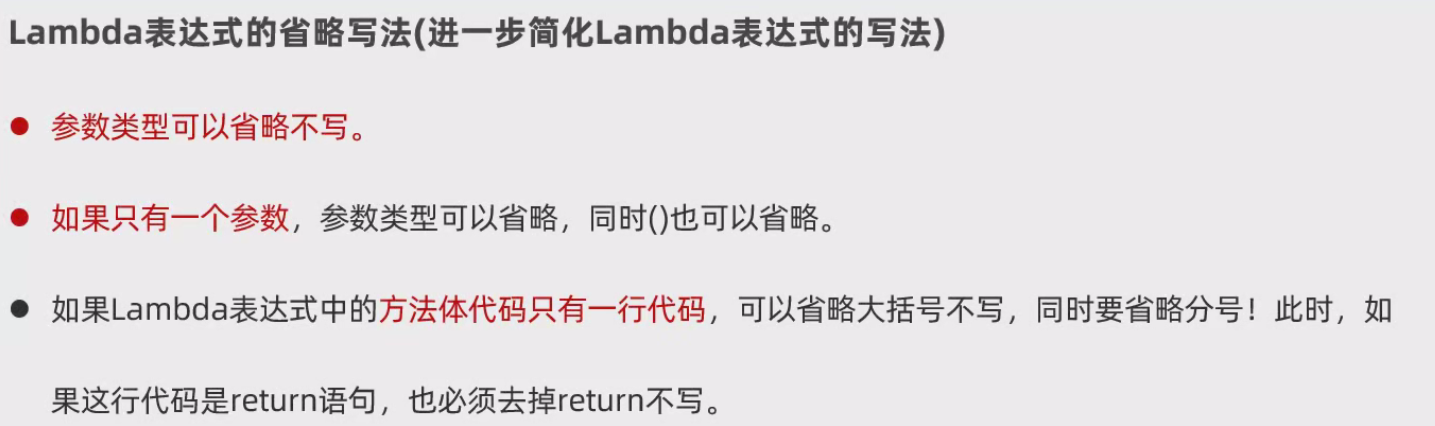 Lambda表达式的省略写法(进一步简化Lambda表达式的写法)
● 参数类型可以省略不写。
● 如果只有一个参数，参数类型可以省略，同时()也可以省略。
● 如果Lambda表达式中的方法体代码只有一行代码，可以省略大括号不写，同时要省略分号！此时，如
果这行代码是return语句，也必须去掉return不写。